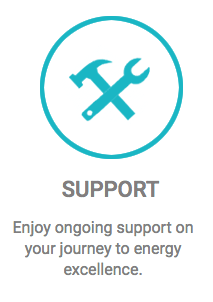 SUPPORT
Enjoy ongoing support on
your journey to energy
excellence.